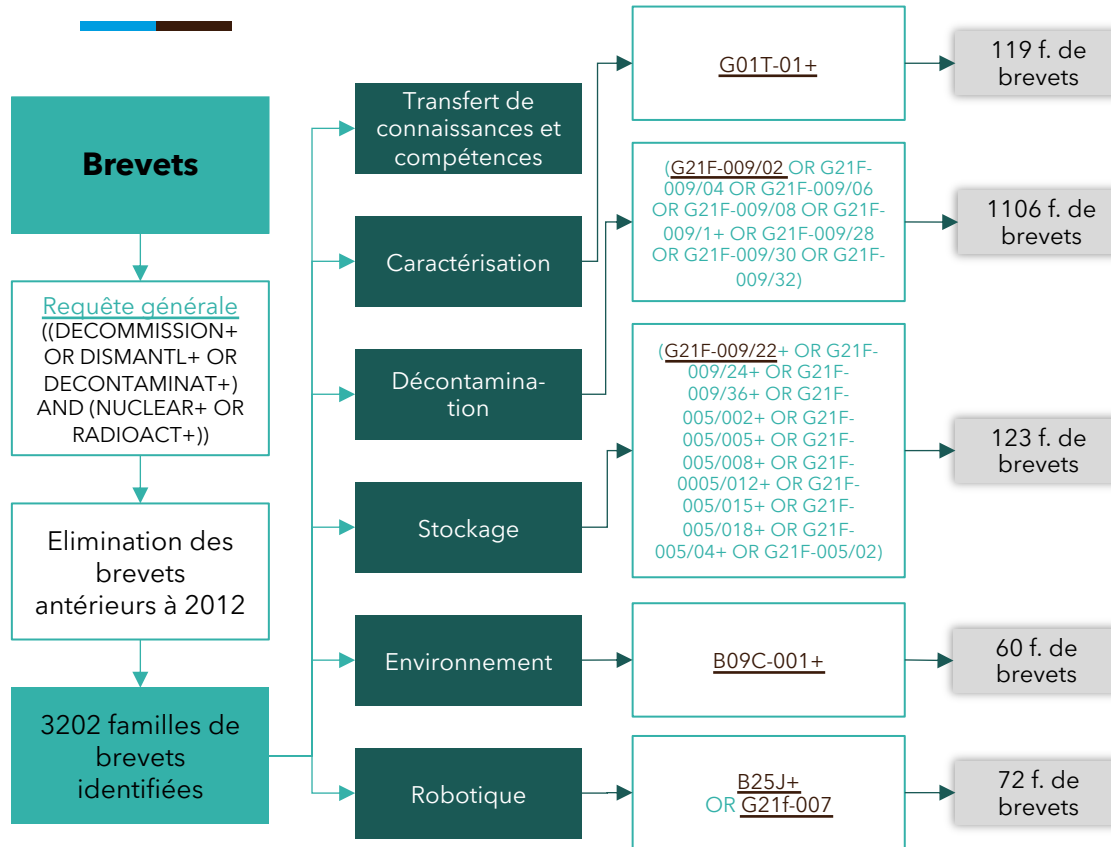 Brevets
Requête générale
((DECOMMISSION+
OR DISMANTL+ OR
DECONTAMINAT+)
AND (NUCLEAR+ OR
RADIOACT+))
Elimination des
brevets
antérieurs à 2012
3202 familles de
brevets
identifiées
Transfert de
connaissances et
compétences
Caractérisation
Décontamina-
tion
Stockage
Environnement
Robotique
G01T-01+
(G21F-009/02 OR G21F-
009/04 OR G21F-009/06
OR G21F-009/08 OR G21F-
009/1+ OR G21F-009/28
OR G21F-009/30 OR G21F-
009/32)
(G21F-009/22+ OR G21F-
009/24+ OR G21F-
009/36+ OR G21F-
005/002+ OR G21F-
005/005+ OR G21F-
005/008+ OR G21F-
0005/012+ OR G21F-
005/015+ OR G21F-
005/018+ OR G21F-
005/04+ OR G21F-005/02)
B09C-001+
B25J+
OR G21f-007
119 f. de
brevets
1106 f. de
brevets
123 f. de
brevets
60 f. de
brevets
72 f. de
brevets